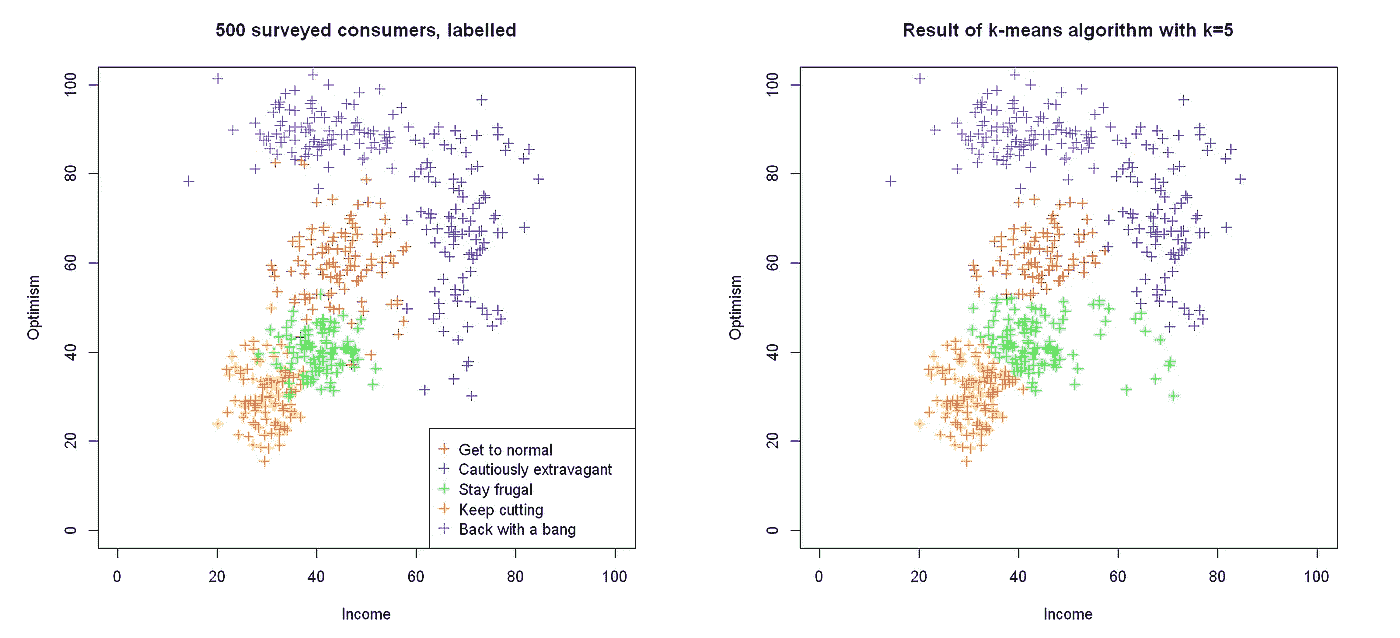 500 surveyed consumers, labelled
Optimism
100
80
60
40
20
0
Get to normal
Cautiously extravagant
Stay frugal
Keep cutting
Back with a bang
0 20 40 60 80 100
Income
Result of k-means algorithm with k=5
Optimism
100
80
60
40
20
0
0 20 40 60 80 100
Income